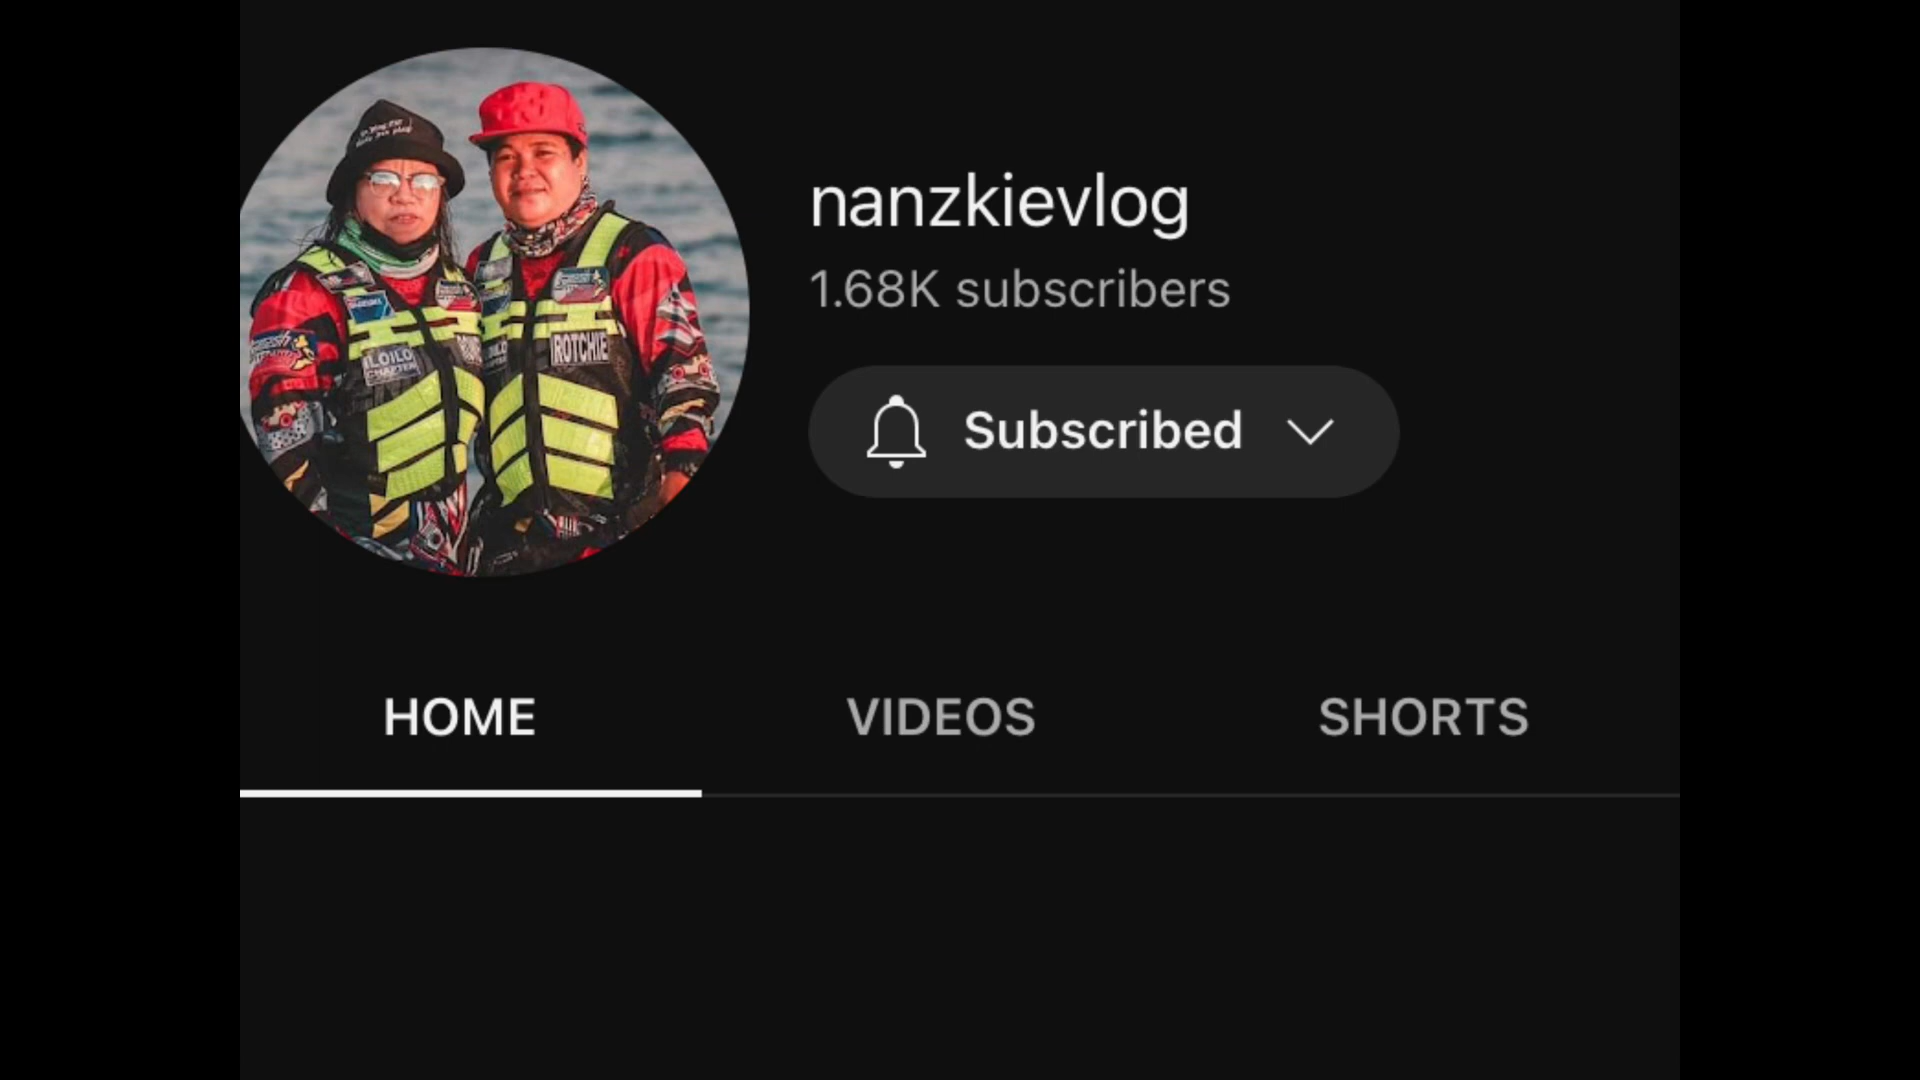 nanzkievlog
1.68K subscribers
Subscribed
HOME
VIDEOS
SHORTS
ILOILO
CHAPTER
ROTCHIE